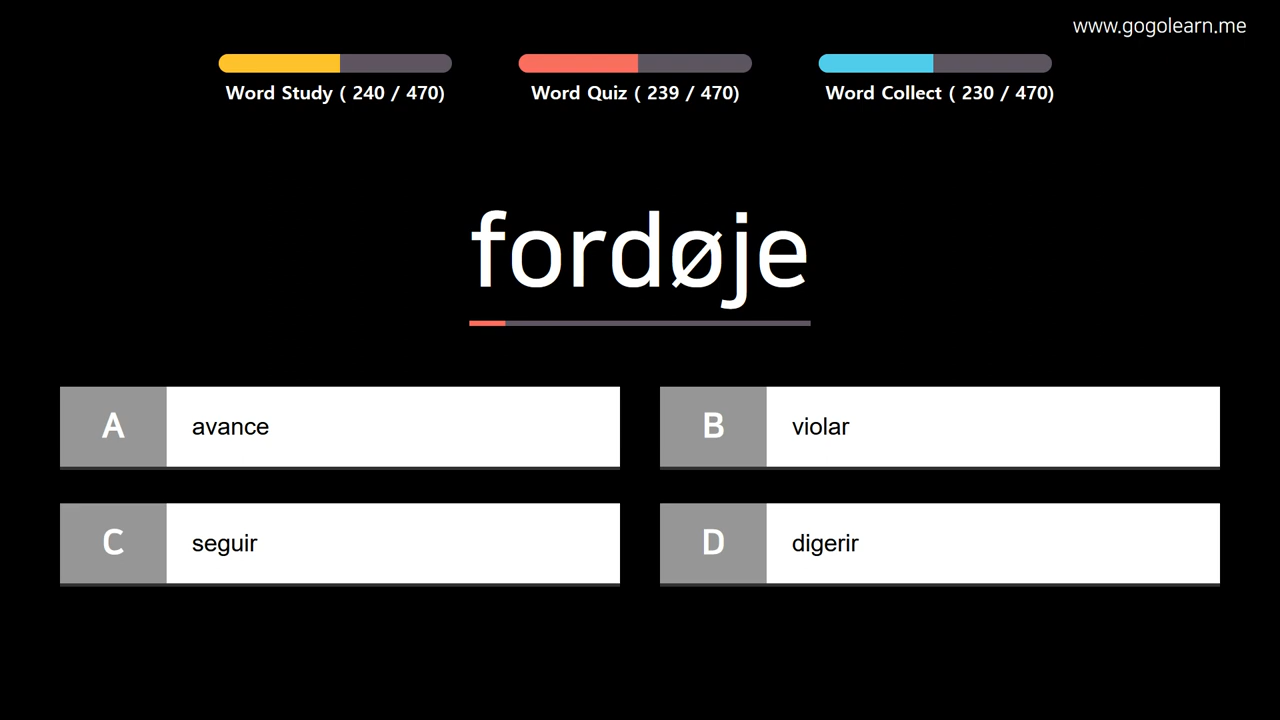 www.gogolearn.me
Word Study ( 240 / 470)
Word Quiz ( 239 / 470)
Word Collect ( 230 / 470)
fordøje
A avance
B violar
C seguir
D digerir